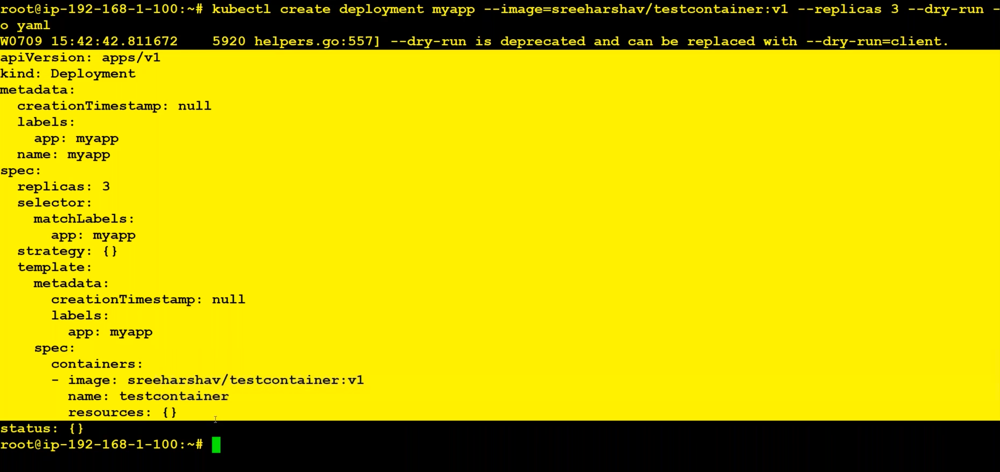 root@ip-192-168-1-100:~# kubectl create deployment myapp --image=sreeharshav/testcontainer:v1 --replicas 3 --dry-run -
o yaml
W0709 15:42:42.811672    5920 helpers.go:557] --dry-run is deprecated and can be replaced with --dry-run=client.
apiVersion: apps/v1
kind: Deployment
metadata:
  creationTimestamp: null
  labels:
    app: myapp
  name: myapp
spec:
  replicas: 3
  selector:
    matchLabels:
      app: myapp
  strategy: {}
  template:
    metadata:
      creationTimestamp: null
      labels:
        app: myapp
    spec:
      containers:
      - image: sreeharshav/testcontainer:v1
        name: testcontainer
        resources: {}
status: {}
root@ip-192-168-1-100:~#